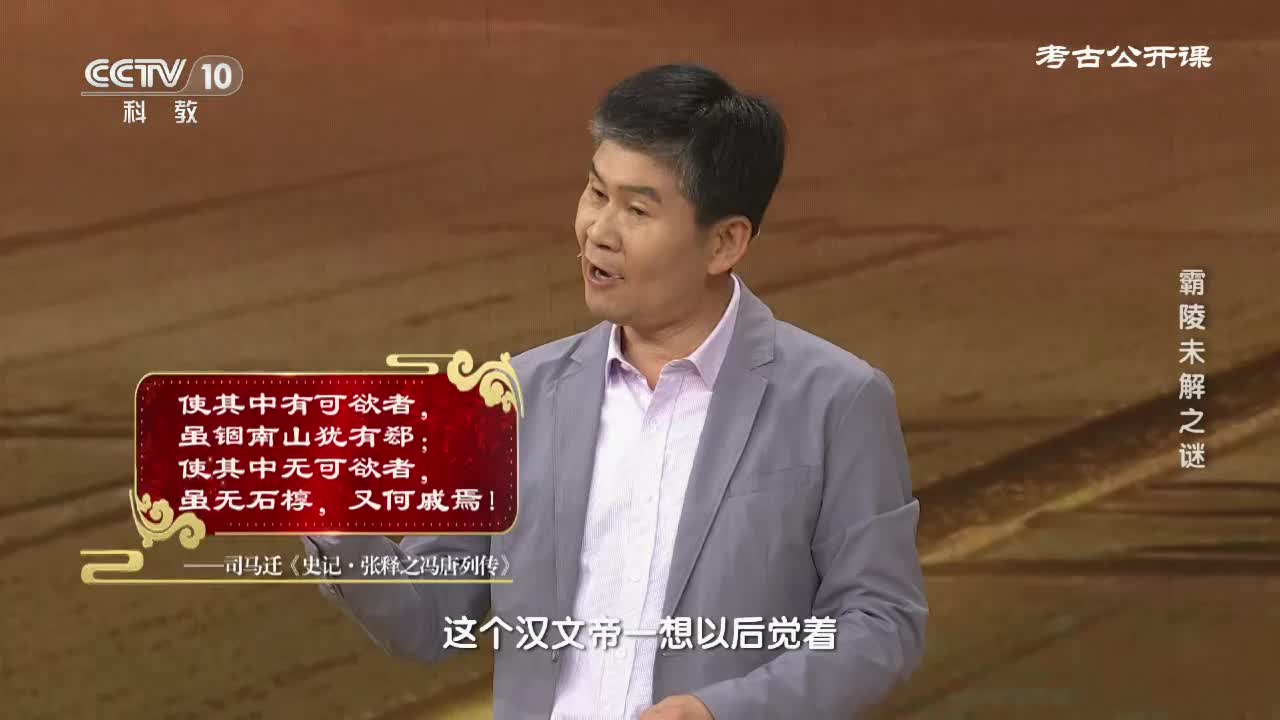 CCTV 10
科教
考古公开课
霸陵未解之谜
使其中有可欲者，
虽锢南山犹有郄；
使其中无可欲者，
虽无石椁，又何戚焉！
——司马迁《史记·张释之冯唐列传》
这个汉文帝一想以后觉着